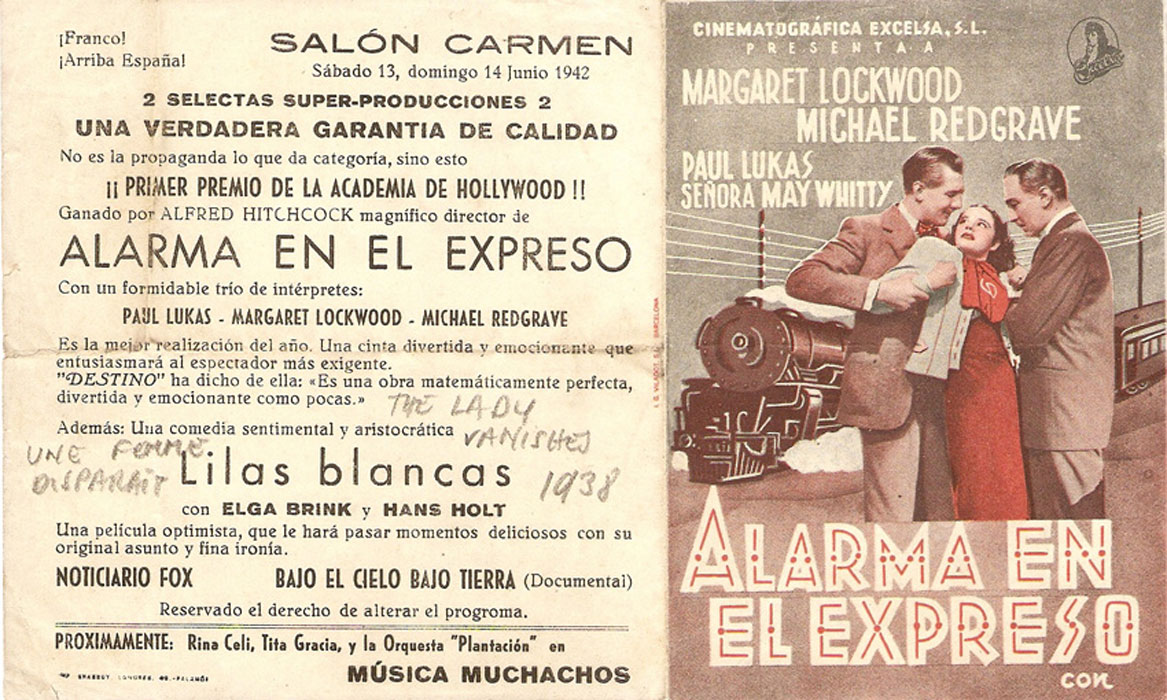 ¡Franco!
¡Arriba España!
SALÓN CARMEN
Sábado 13, domingo 14 Junio 1942
2 SELECTAS SUPER-PRODUCCIONES 2
UNA VERDADERA GARANTIA DE CALIDAD
No es la propaganda lo que da categoría, sino esto
¡¡ PRIMER PREMIO DE LA ACADEMIA DE HOLLYWOOD !!
Ganado por ALFRED HITCHCOCK magnífico director de
ALARMA EN EL EXPRESO
Con un formidable trío de intérpretes:
PAUL LUKAS - MARGARET LOCKWOOD - MICHAEL REDGRAVE
Es la mejor realización del año. Una cinta divertida y emocionante que
entusiasmará al espectador más exigente.
"DESTINO" ha dicho de ella: «Es una obra matemáticamente perfecta,
divertida y emocionante como pocas.»
THE LADY
VANISHES
1938
Además: Una comedia sentimental y aristocrática
UNE FEMME
DISPARAIT
Lilas blancas
con ELGA BRINK y HANS HOLT
Una película optimista, que le hará pasar momentos deliciosos con su
original asunto y fina ironía.
NOTICIARIO FOX BAJO EL CIELO BAJO TIERRA (Documental)
Reservado el derecho de alterar el progroma.
PROXIMAMENTE: Rina Celi, Tita Gracia, y la Orquesta "Plantación" en
MÚSICA MUCHACHOS
CINEMATOGRÁFICA EXCELSA, S.L.
PRESENTA A
Excelsa
MARGARET LOCKWOOD
MICHAEL REDGRAVE
PAUL LUKAS
SEÑORA MAY WHITTY
ALARMA EN
EL EXPRESO
con